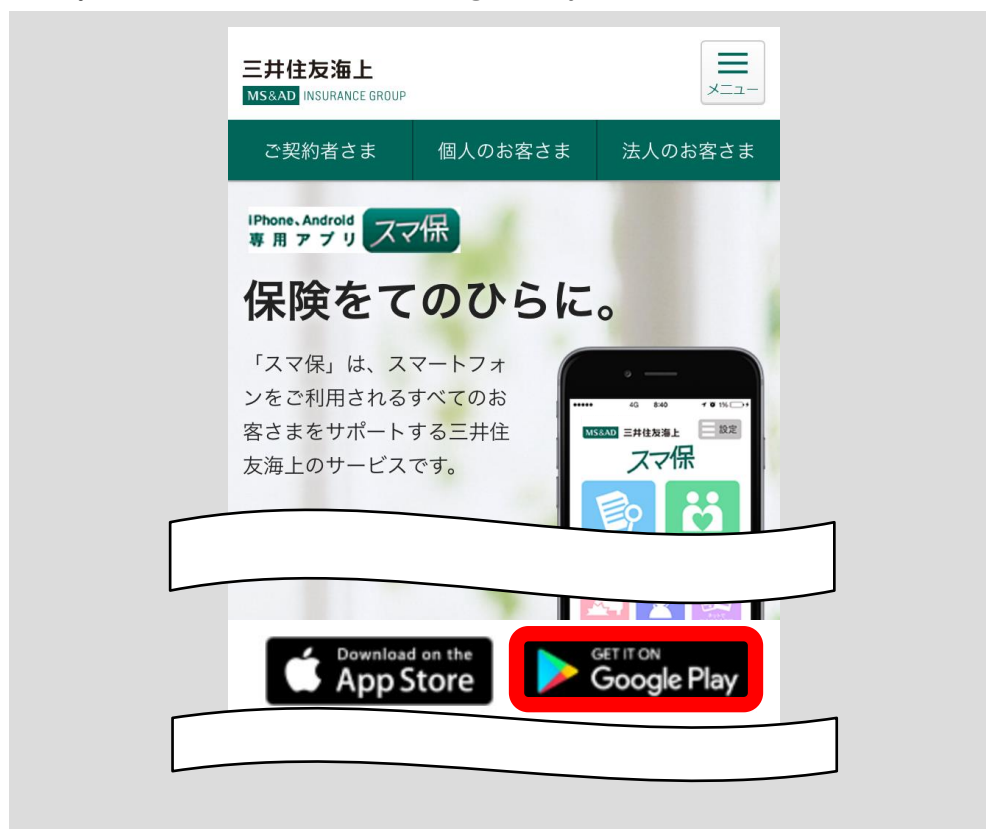 三井住友海上
MS&AD INSURANCE GROUP
メニュー
ご契約者さま
個人のお客さま
法人のお客さま
iPhone、Android
専用アプリ
スマ保
保険をてのひらに。
「スマ保」は、スマートフォ
ンをご利用されるすべてのお
客さまをサポートする三井住
友海上のサービスです。
4G 8:40 1%
MS&AD 三井住友海上
設定
スマ保
Download on the
App Store
GET IT ON
Google Play